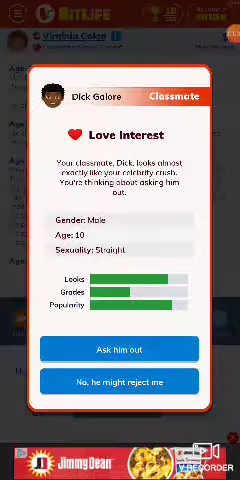 BITLIFE
Virginia Colon
Age:
Dick Galore
Classmate
Love Interest
Your classmate, Dick, looks almost
exactly like your celebrity crush.
You're thinking about asking him
out.
Gender: Male
Age: 10
Sexuality: Straight
Looks
Grades
Popularity
Ask him out
No, he might reject me
Jimmy Dean
V RECORDER